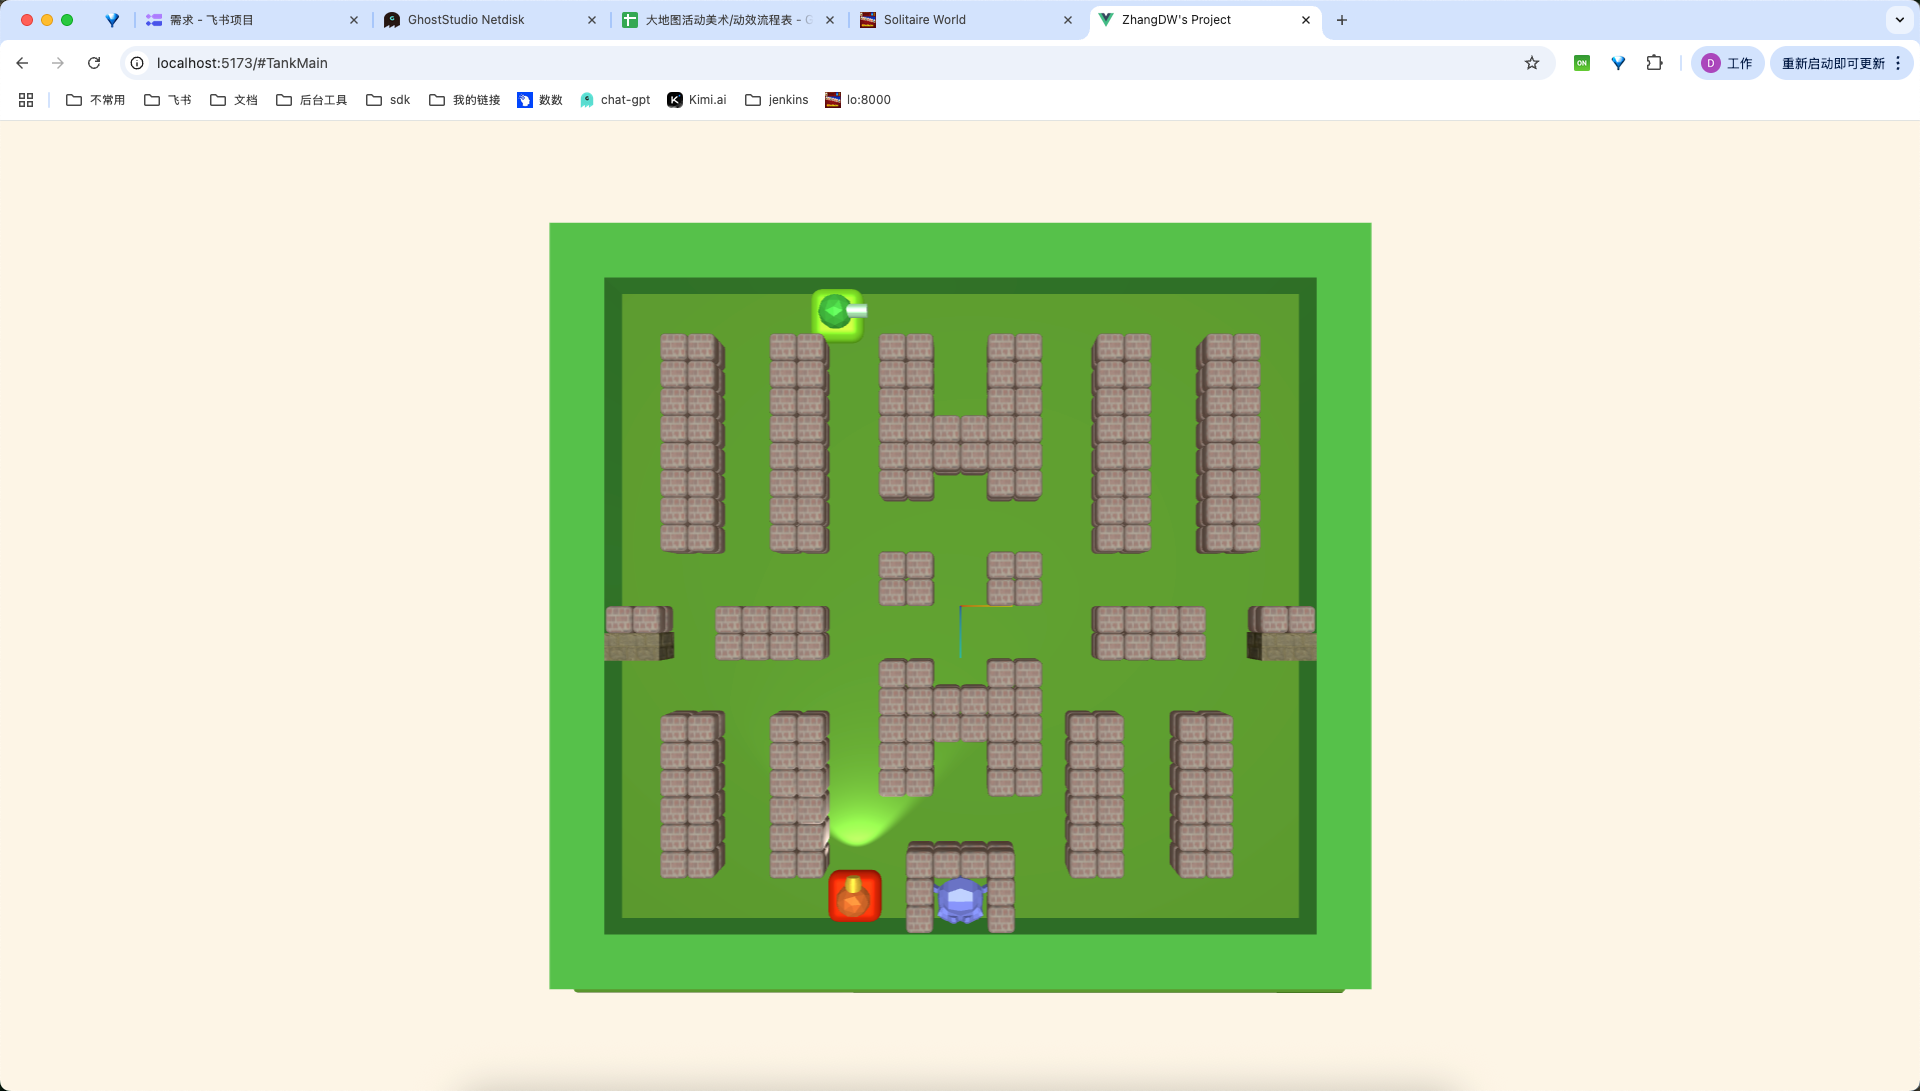 需求 - 飞书项目
GhostStudio Netdisk
大地图活动美术/动效流程表 - G
Solitaire World
ZhangDW's Project
localhost:5173/#TankMain
ON
D
工作
重新启动即可更新
不常用
飞书
文档
后台工具
sdk
我的链接
数数
chat-gpt
K
Kimi.ai
jenkins
lo:8000